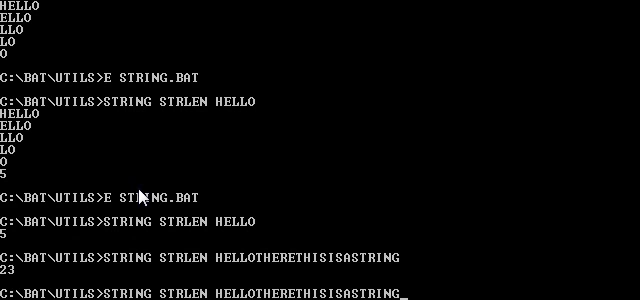 HELLO
ELLO
LLO
LO
O
C:\BAT\UTILS>E STRING.BAT
C:\BAT\UTILS>STRING STRLEN HELLO
HELLO
ELLO
LLO
LO
O
5
C:\BAT\UTILS>E STRING.BAT
C:\BAT\UTILS>STRING STRLEN HELLO
5
C:\BAT\UTILS>STRING STRLEN HELLOTHERETHISISASTRING
23
C:\BAT\UTILS>STRING STRLEN HELLOTHERETHISISASTRING_